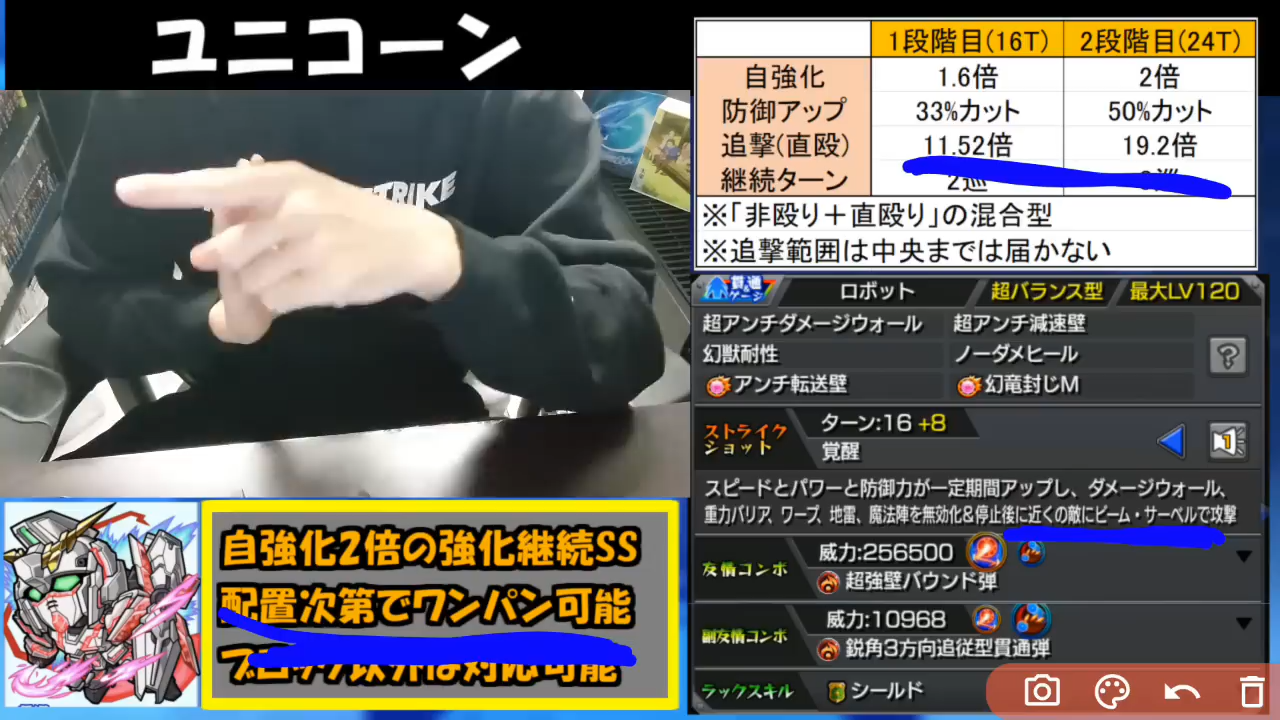 ユニコーン
TRIKE
1段階目(16T) 2段階目(24T)
自強化 1.6倍 2倍
防御アップ 33%カット 50%カット
追撃(直殴) 11.52倍 19.2倍
継続ターン 2巡
※「非殴り＋直殴り」の混合型
※追撃範囲は中央までは届かない
貫通 ロボット 超バランス型 最大LV120
超アンチダメージウォール 超アンチ減速壁
幻獣耐性 ノーダメヒール
アンチ転送壁 幻竜封じM
ストライクショット ターン:16+8
覚醒
スピードとパワーと防御力が一定期間アップし、ダメージウォール、
重力バリア、ワープ、地雷、魔法陣を無効化&停止後に近くの敵にビーム・サーベルで攻撃
友情コンボ 威力:256500
超強壁バウンド弾
副友情コンボ 威力:10968
鋭角3方向追従型貫通弾
ラックスキル シールド
自強化2倍の強化継続SS
配置次第でワンパン可能
ブロック以外は対応可能